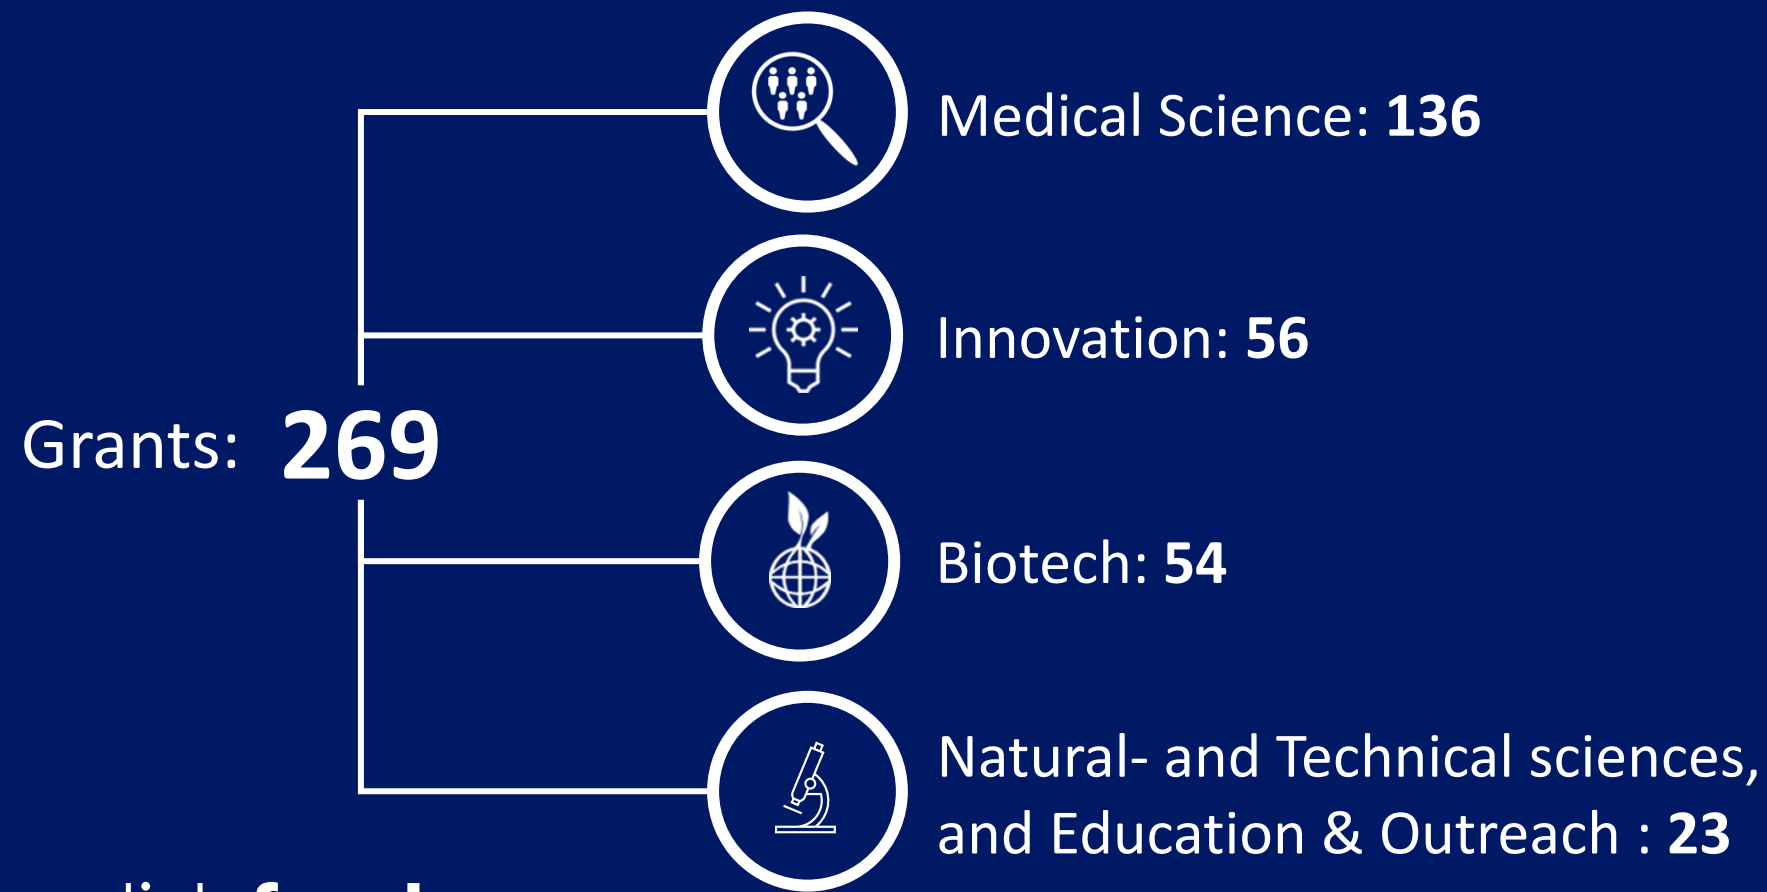 Medical Science: 136
Innovation: 56
Grants: 269
Biotech: 54
Natural- and Technical sciences,
and Education & Outreach : 23